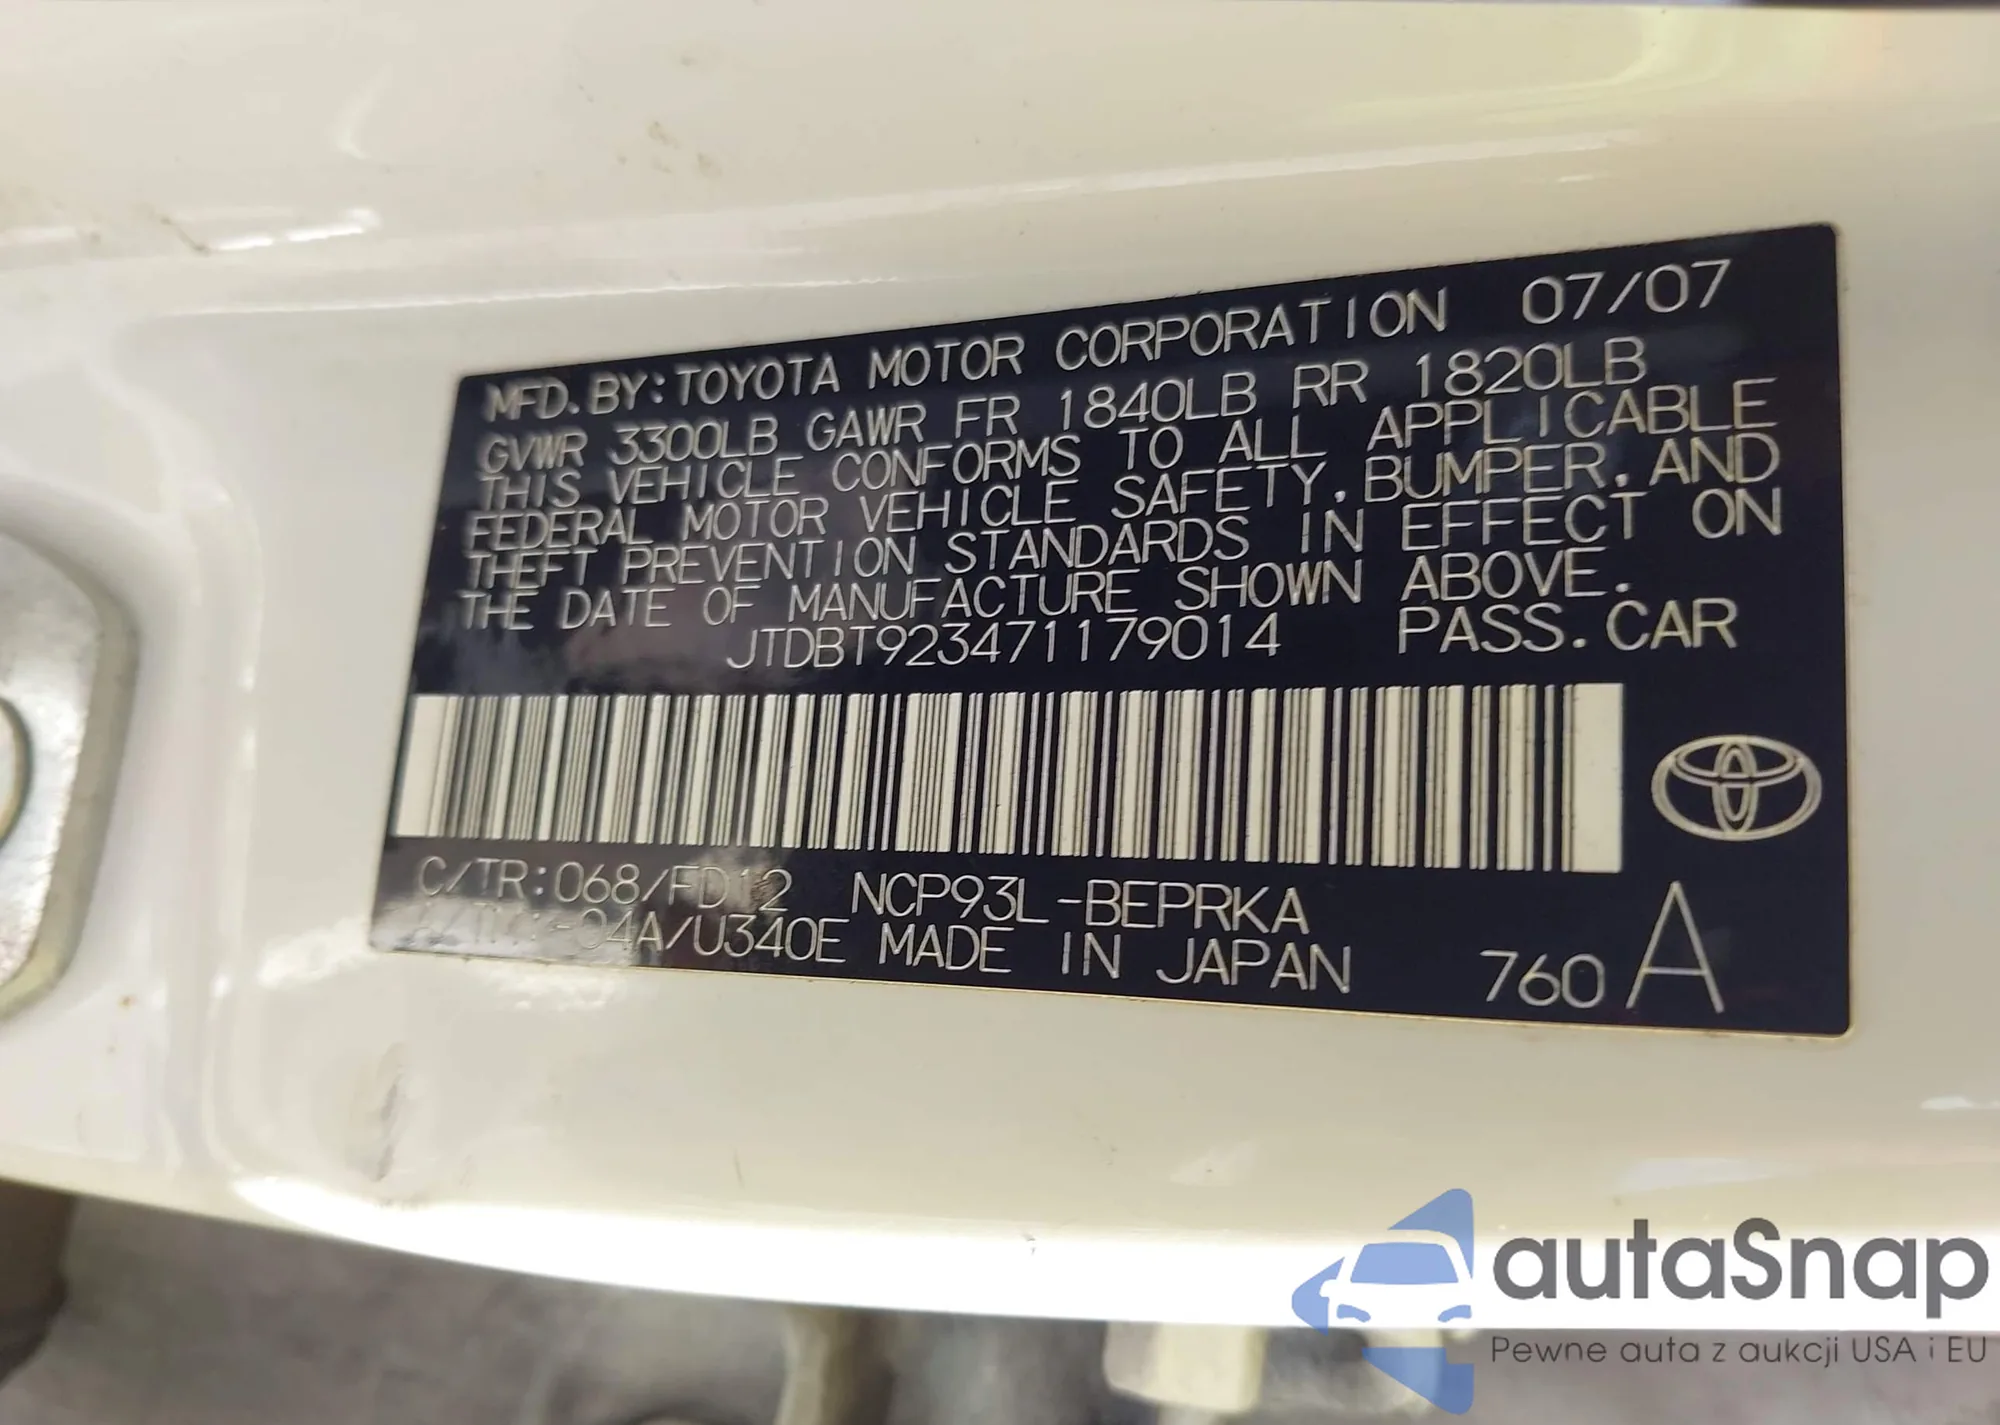 MFD. BY: TOYOTA MOTOR CORPORATION 07/07
GVWR 3300LB GAWR FR 1840LB RR 1820LB
THIS VEHICLE CONFORMS TO ALL APPLICABLE
FEDERAL MOTOR VEHICLE SAFETY, BUMPER, AND
THEFT PREVENTION STANDARDS IN EFFECT ON
THE DATE OF MANUFACTURE SHOWN ABOVE.
JTDBT923471179014 PASS. CAR
C/TR: 068/FD12 NCP93L-BEPRKA
-04A/U340E MADE IN JAPAN 760 A
autaSnap
Pewne auta z aukcji USA i EU